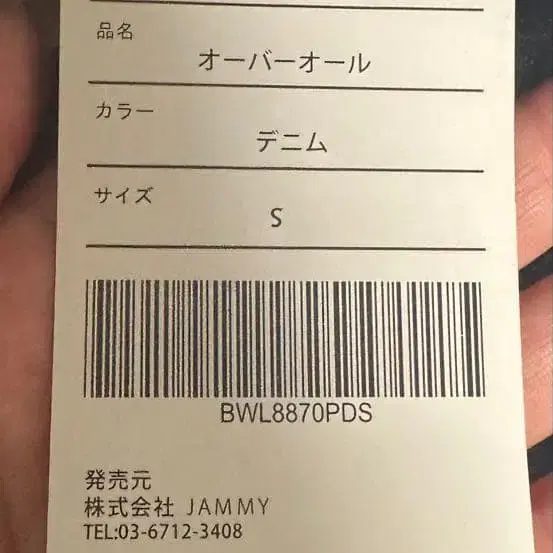 品名
オーバーオール
カラー
デニム
サイズ
S
BWL8870PDS
発売元
株式会社 JAMMY
TEL:03-6712-3408